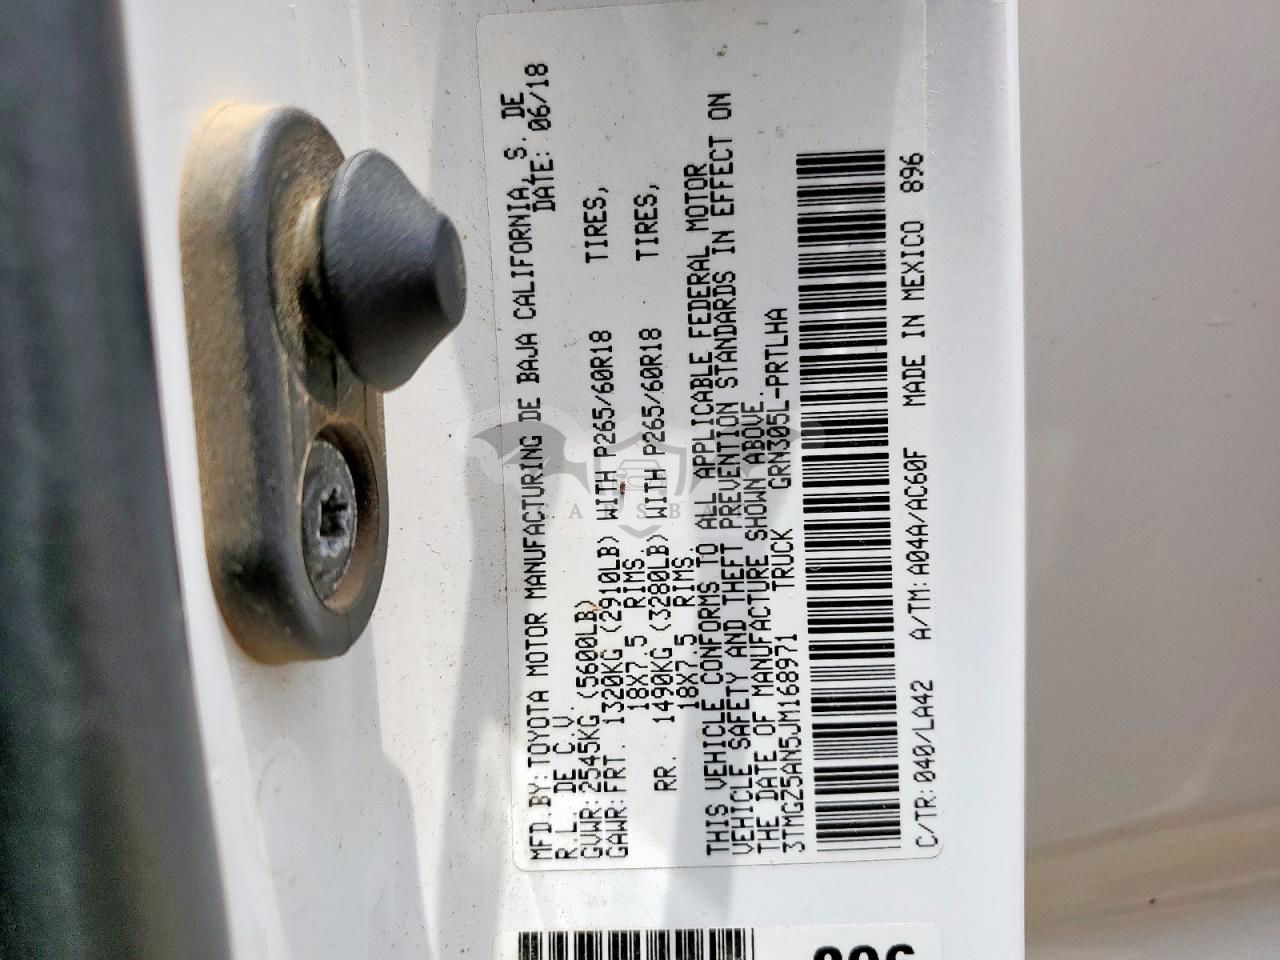 MFD.BY:TOYOTA MOTOR MANUFACTURING DE BAJA CALIFORNIA, S. DE
R.L. DE C.V. DATE: 06/18
GVWR:2545KG (5600LB)
GAWR:FRT. 1320KG (2910LB) WITH P265/60R18 TIRES,
18X7.5 RIMS
RR. 1490KG (3280LB) WITH P265/60R18 TIRES,
18X7.5 RIMS
THIS VEHICLE CONFORMS TO ALL APPLICABLE FEDERAL MOTOR
VEHICLE SAFETY AND THEFT PREVENTION STANDARDS IN EFFECT ON
THE DATE OF MANUFACTURE SHOWN ABOVE.
3TMGZ5AN5JM168971 TRUCK GRN305L-PRTLHA
C/TR:040/LA42 A/TM:A04A/AC60F MADE IN MEXICO 896
896